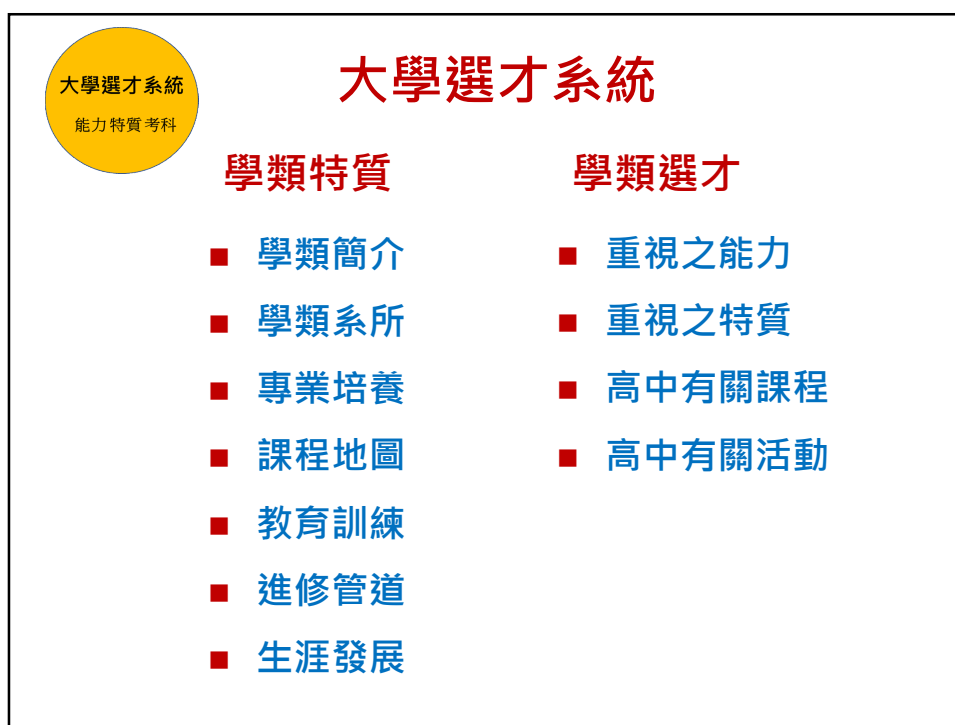 大學選才系統
能力特質考科
大學選才系統
學類特質
學類簡介
學類系所
專業培養
課程地圖
教育訓練
進修管道
生涯發展
學類選才
重視之能力
重視之特質
高中有關課程
高中有關活動